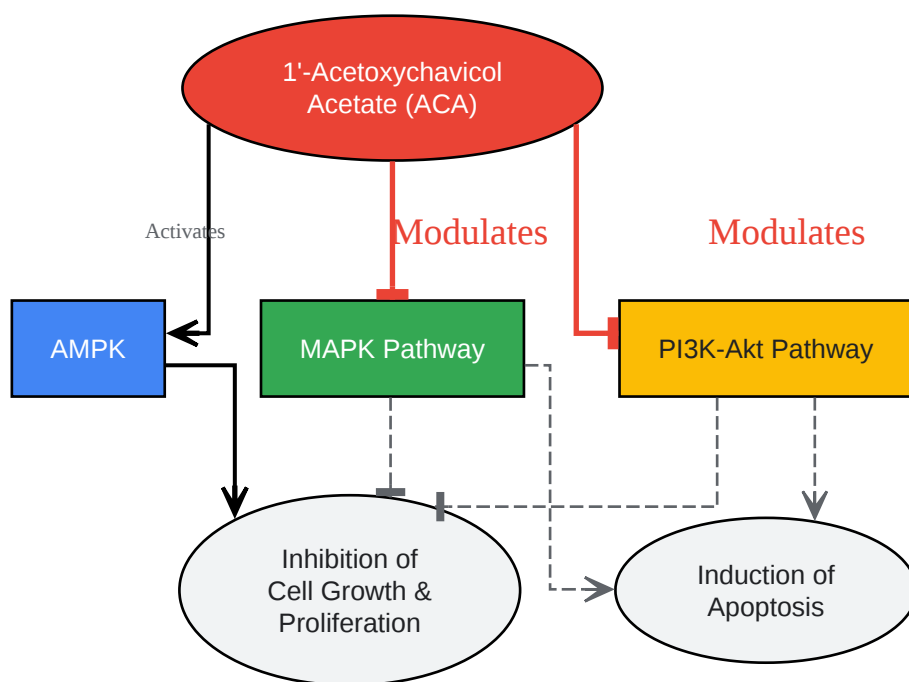 1'-Acetoxychavicol
Acetate (ACA)
Activates
Modulates
Modulates
AMPK
MAPK Pathway
PI3K-Akt Pathway
Inhibition of
Cell Growth &
Proliferation
Induction of
Apoptosis